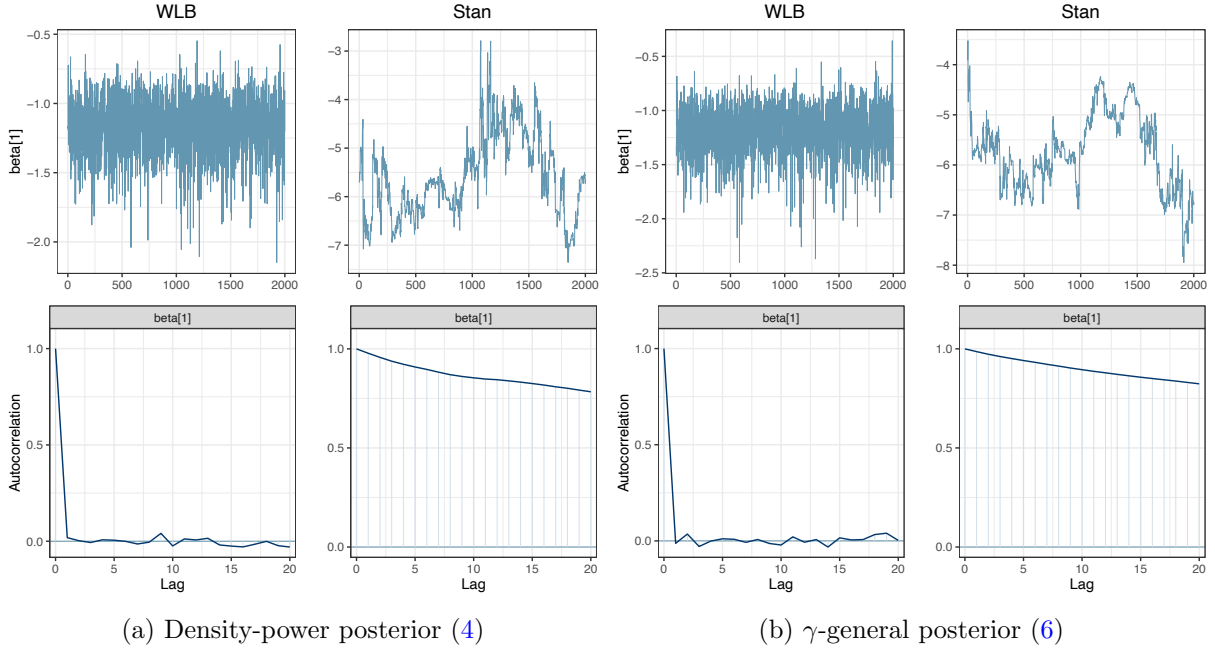 WLB Stan WLB Stan
−0.5
−1.0
−1.5
−2.0
beta[1]
0 500 1000 1500 2000
−3
−4
−5
−6
−7
0 500 1000 1500 2000
−0.5
−1.0
−1.5
−2.0
−2.5
beta[1]
0 500 1000 1500 2000
−4
−5
−6
−7
−8
0 500 1000 1500 2000
beta[1]
1.0
0.5
0.0
Autocorrelation
0 5 10 15 20
Lag
beta[1]
1.0
0.5
0.0
0 5 10 15 20
Lag
beta[1]
1.0
0.5
0.0
Autocorrelation
0 5 10 15 20
Lag
beta[1]
1.0
0.5
0.0
0 5 10 15 20
Lag
(a) Density-power posterior (4)
(b) γ-general posterior (6)